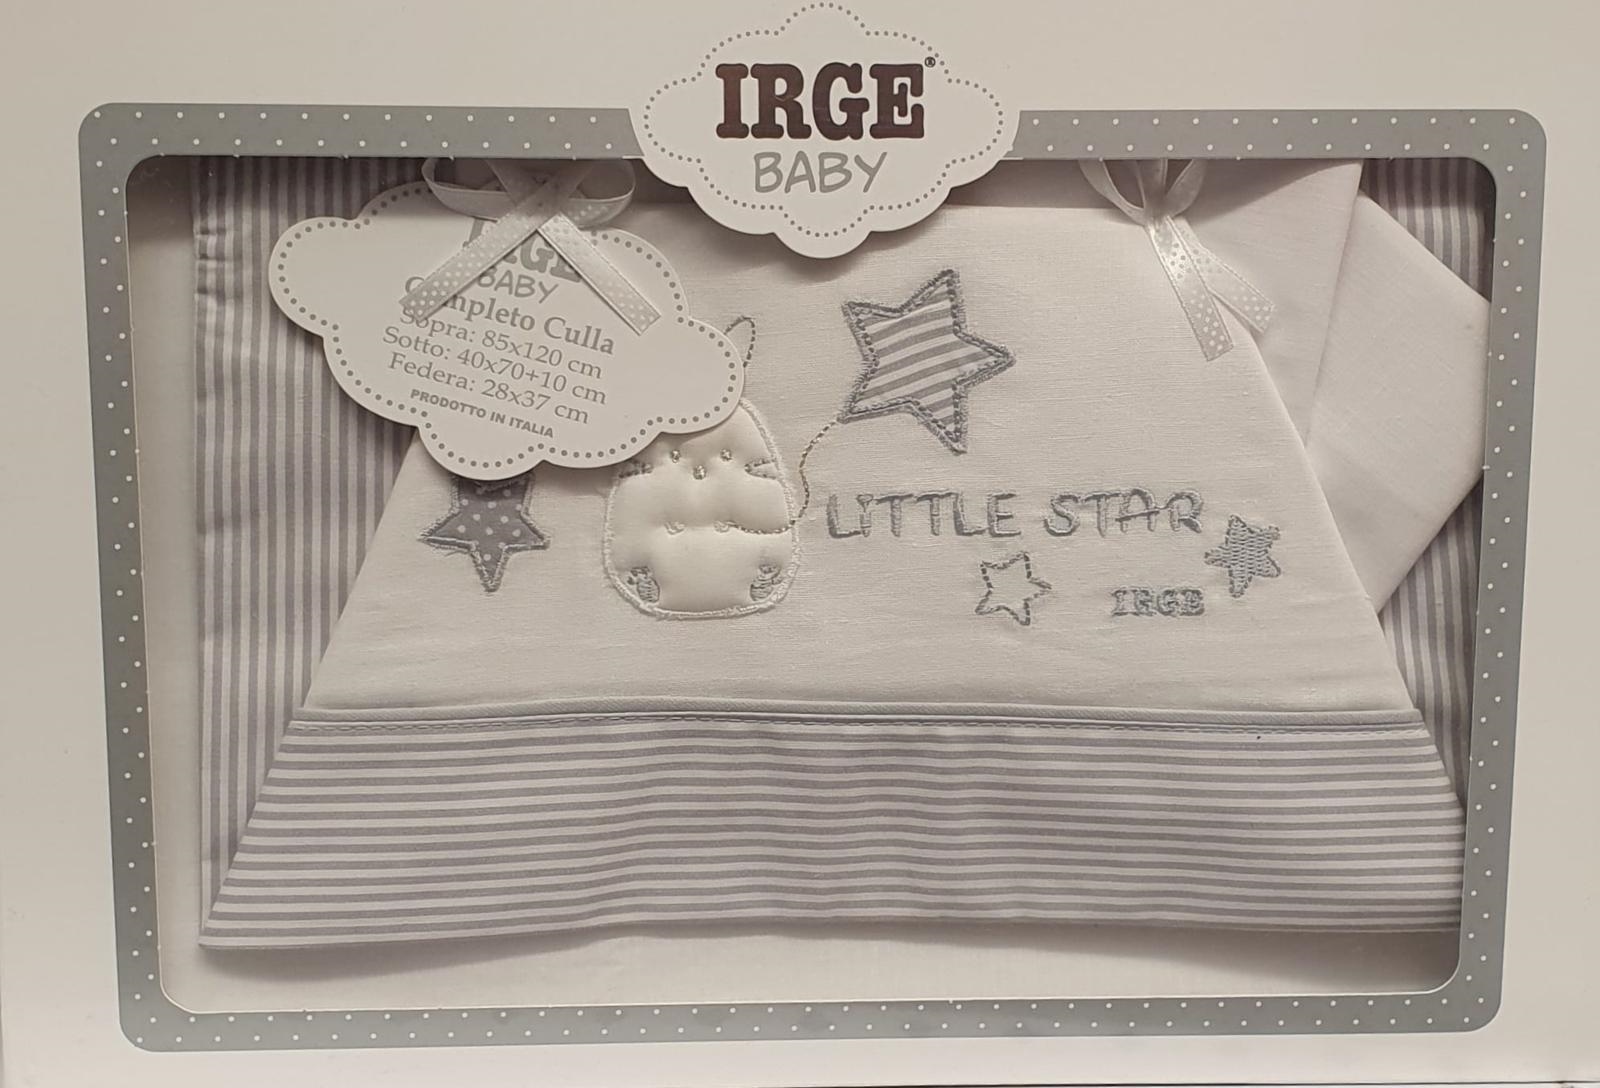 IRGE®
BABY
IRGE
BABY
Completo Culla
Sopra: 85x120 cm
Sotto: 40x70+10 cm
Federa: 28x37 cm
PRODOTTO IN ITALIA
LITTLE STAR
IRGE